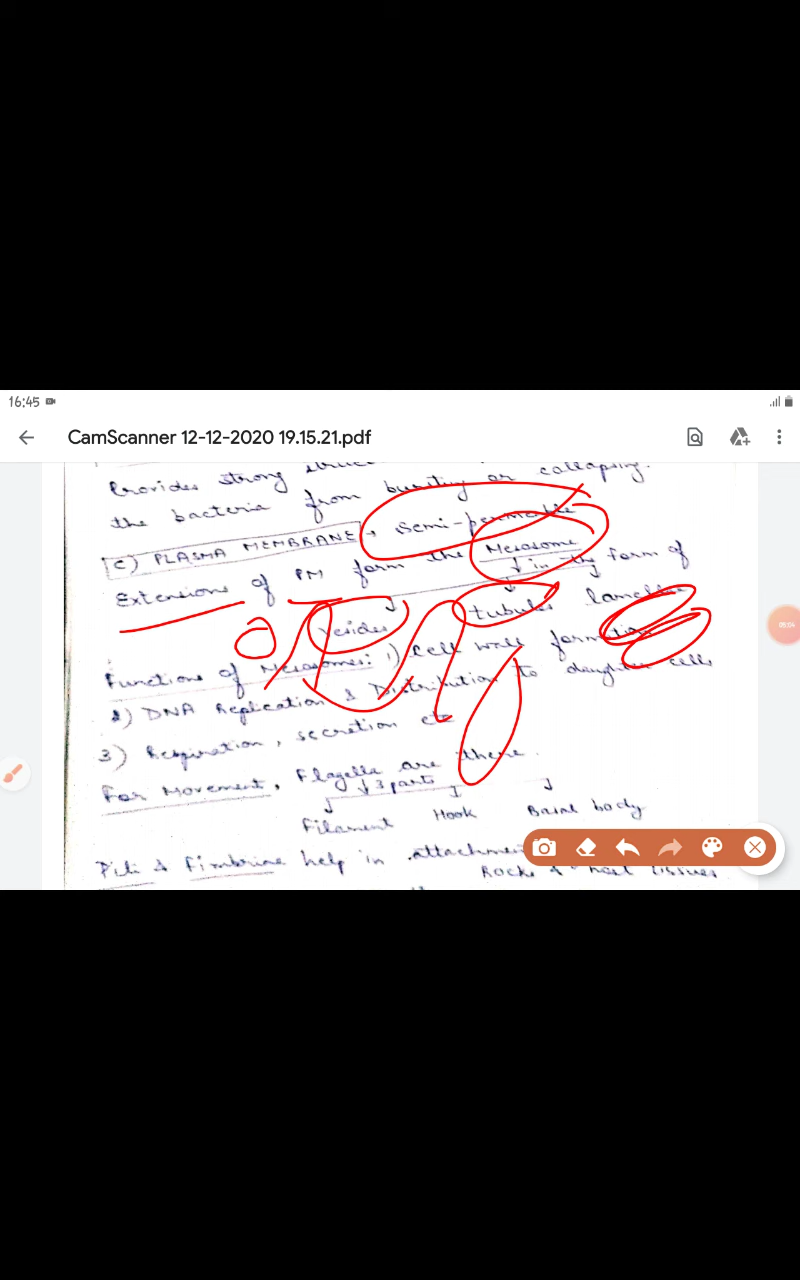 16:45
CamScanner 12-12-2020 19.15.21.pdf
Provides strong
the bacteria from bursting or collapsing.
(c) PLASMA MEMBRANE → semi-permeable
Extensions of PM form the Mesosome in the form of
vesicles tubules lamellae
Functions of Mesosomes: 1) Cell wall formation
2) DNA Replication & Distribution to daughter cells
3) Respiration, secretion etc
For Movement, Flagella are there.
3 parts
Filament Hook Basal body
Pili & Fimbriae help in attachment
Rocks & host tissues
05:04